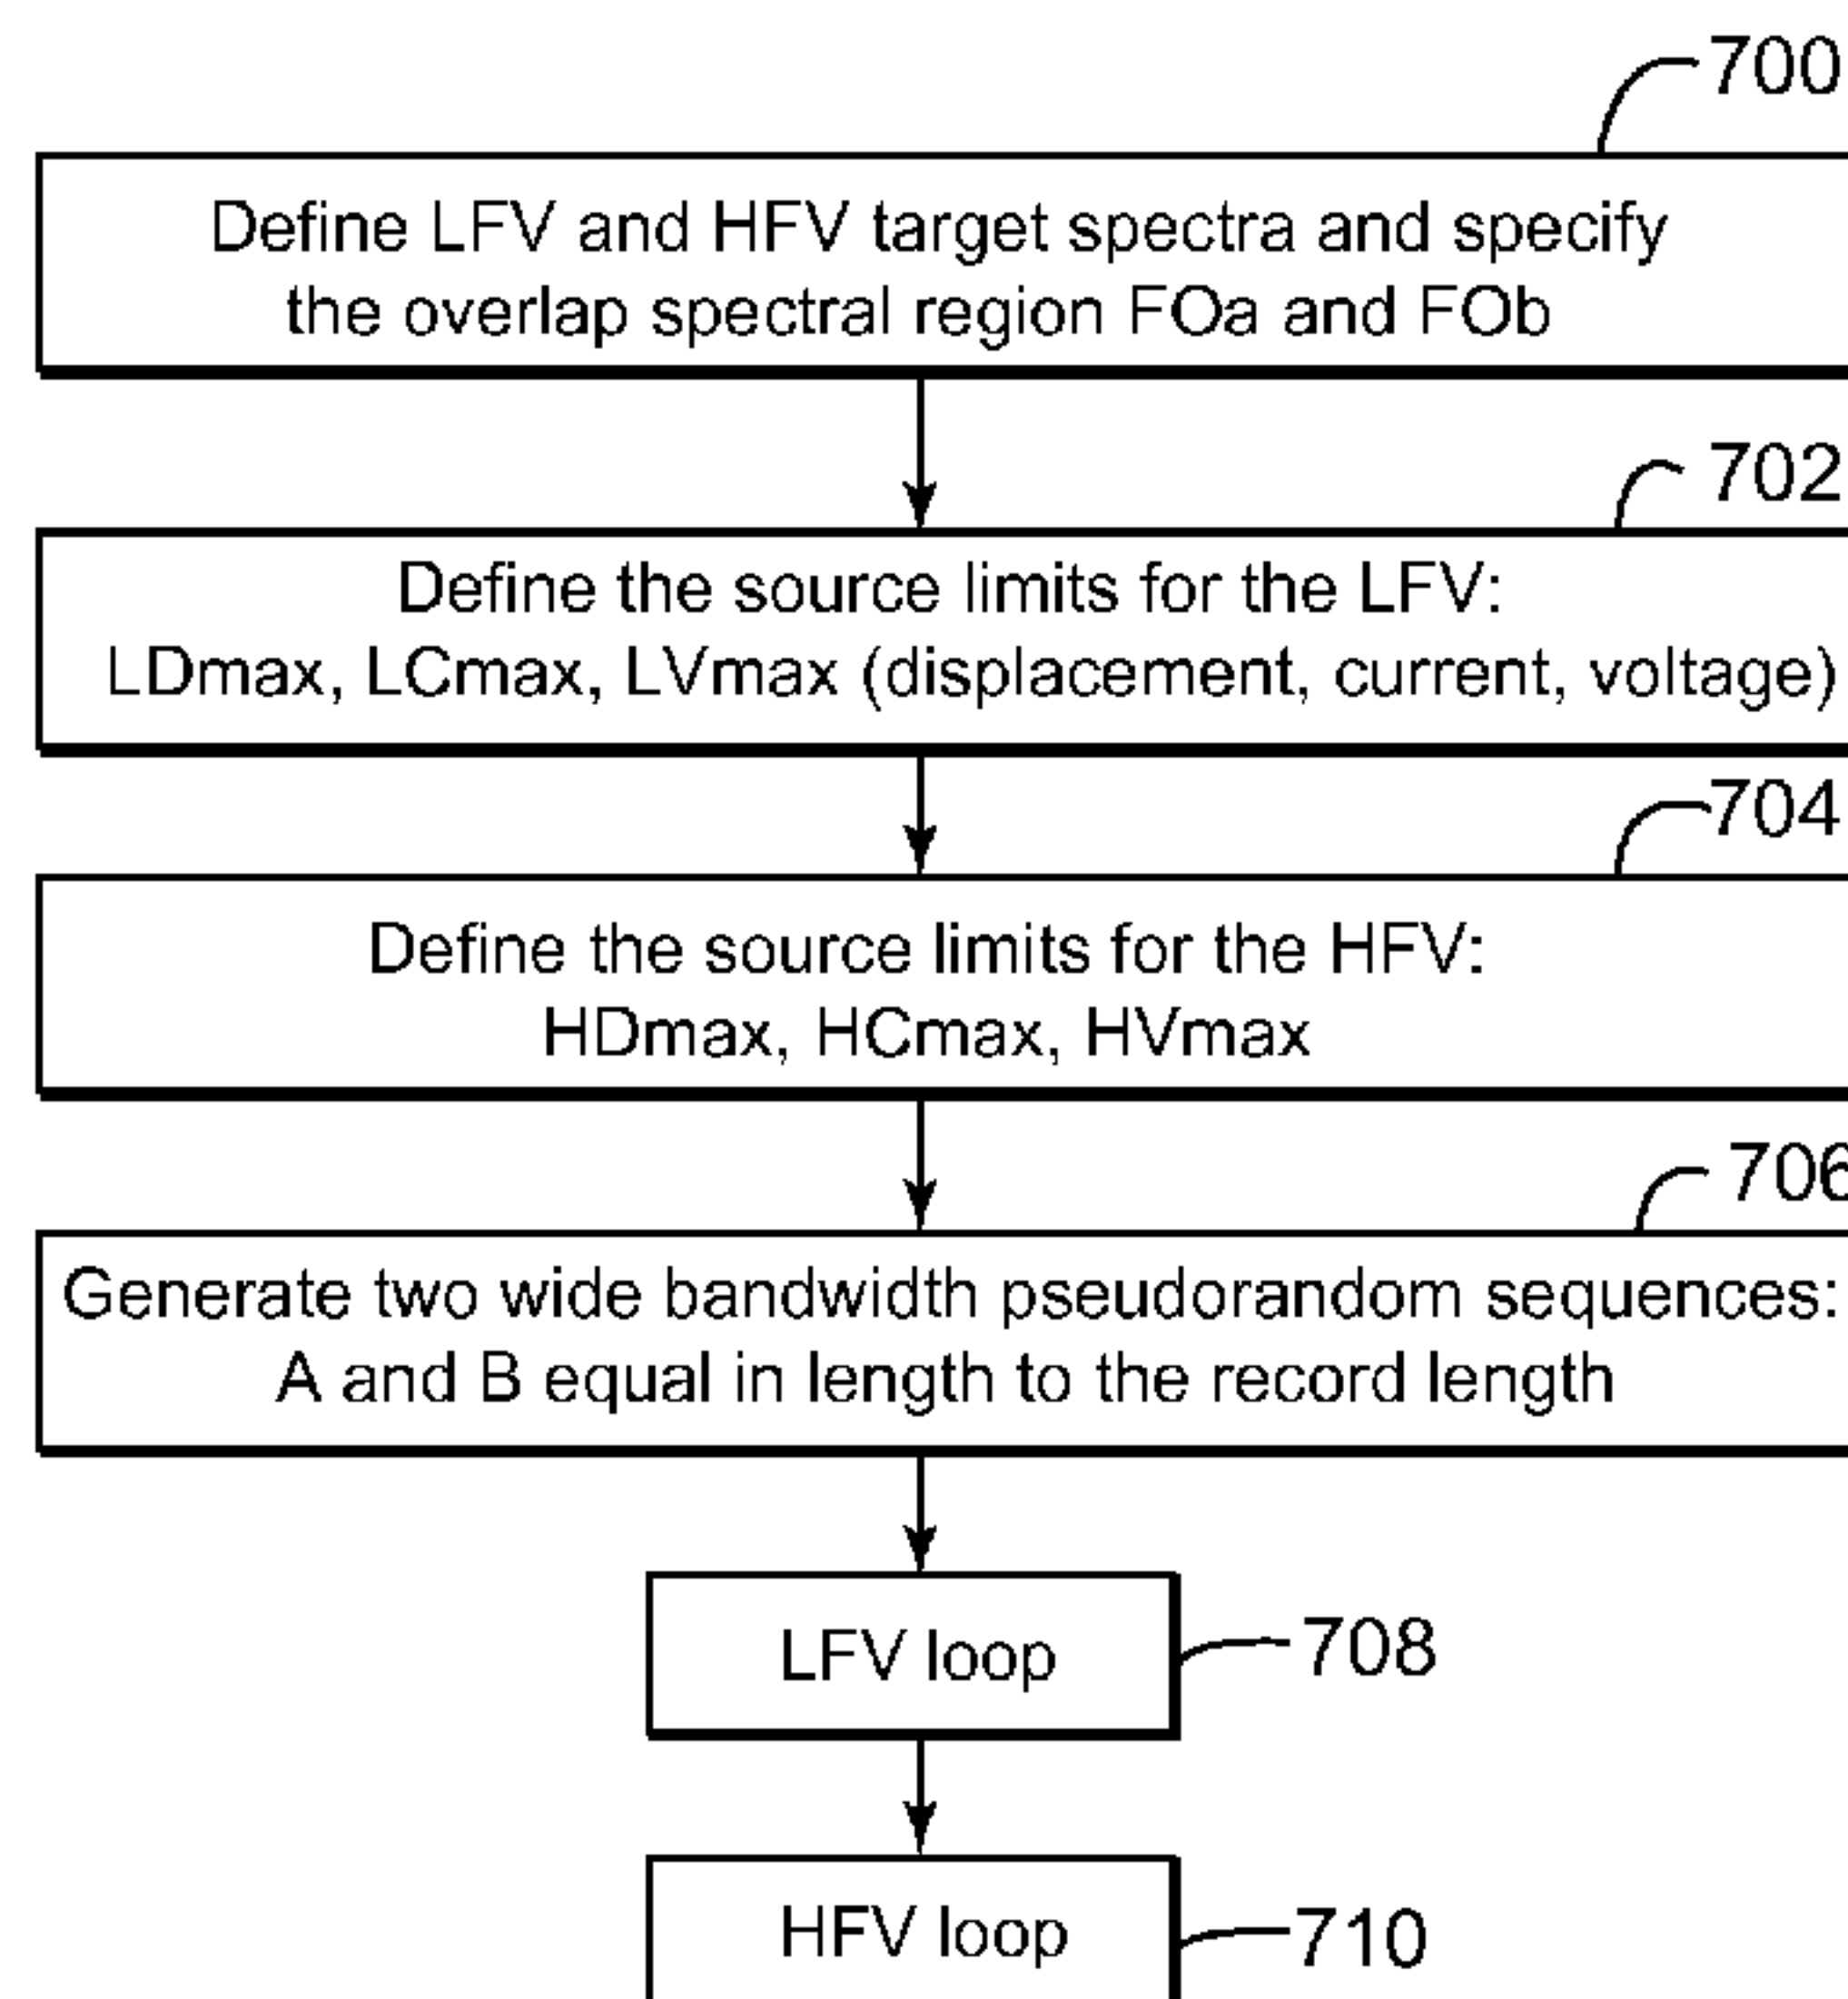 700
Define LFV and HFV target spectra and specify
the overlap spectral region FOa and FOb
702
Define the source limits for the LFV:
LDmax, LCmax, LVmax (displacement, current, voltage)
704
Define the source limits for the HFV:
HDmax, HCmax, HVmax
706
Generate two wide bandwidth pseudorandom sequences:
A and B equal in length to the record length
LFV loop
708
HFV loop
710